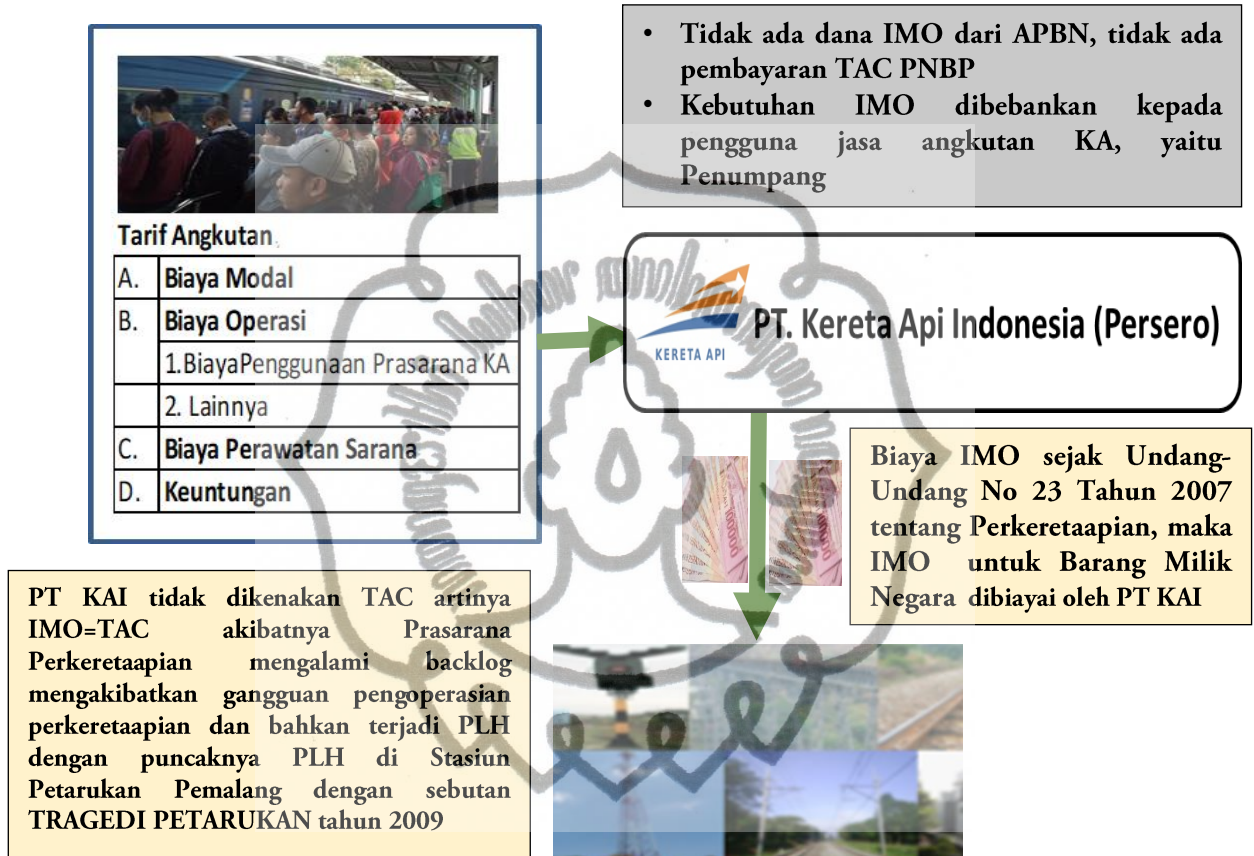 • Tidak ada dana IMO dari APBN, tidak ada
pembayaran TAC PNBP
• Kebutuhan IMO dibebankan kepada
pengguna jasa angkutan KA, yaitu
Penumpang
Tarif Angkutan
A. Biaya Modal
B. Biaya Operasi
1.BiayaPenggunaan Prasarana KA
2. Lainnya
C. Biaya Perawatan Sarana
D. Keuntungan
KERETA API
PT. Kereta Api Indonesia (Persero)
Biaya IMO sejak Undang-
Undang No 23 Tahun 2007
tentang Perkeretaapian, maka
IMO untuk Barang Milik
Negara dibiayai oleh PT KAI
PT KAI tidak dikenakan TAC artinya
IMO=TAC akibatnya Prasarana
Perkeretaapian mengalami backlog
mengakibatkan gangguan pengoperasian
perkeretaapian dan bahkan terjadi PLH
dengan puncaknya PLH di Stasiun
Petarukan Pemalang dengan sebutan
TRAGEDI PETARUKAN tahun 2009